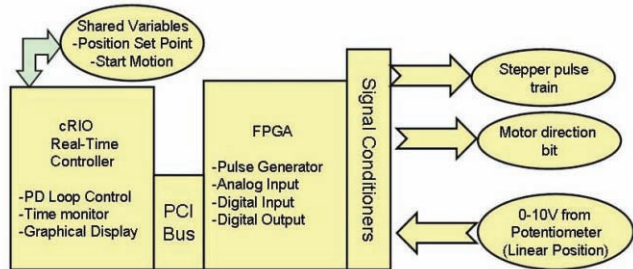 Shared Variables
-Position Set Point
-Start Motion
cRIO
Real-Time
Controller
-PD Loop Control
-Time monitor
-Graphical Display
PCI
Bus
FPGA
-Pulse Generator
-Analog Input
-Digital Input
-Digital Output
Signal Conditioners
Stepper pulse
train
Motor direction
bit
0-10V from
Potentiometer
(Linear Position)